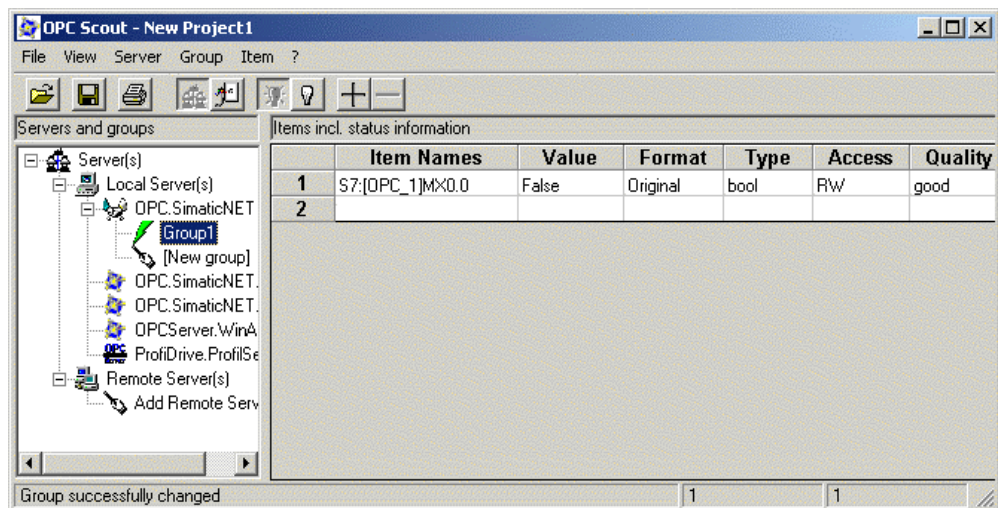 OPC Scout - New Project1
File View Server Group Item ?
Servers and groups
Items incl. status information
Server(s)
Local Server(s)
OPC.SimaticNET
Group1
[New group]
OPC.SimaticNET.
OPC.SimaticNET.
OPCServer.WinA
OPC
ProfiDrive.ProfilSe
Remote Server(s)
Add Remote Serv
Item Names Value Format Type Access Quality
1 S7:[OPC_1]MX0.0 False Original bool RW good
2
Group successfully changed 1 1